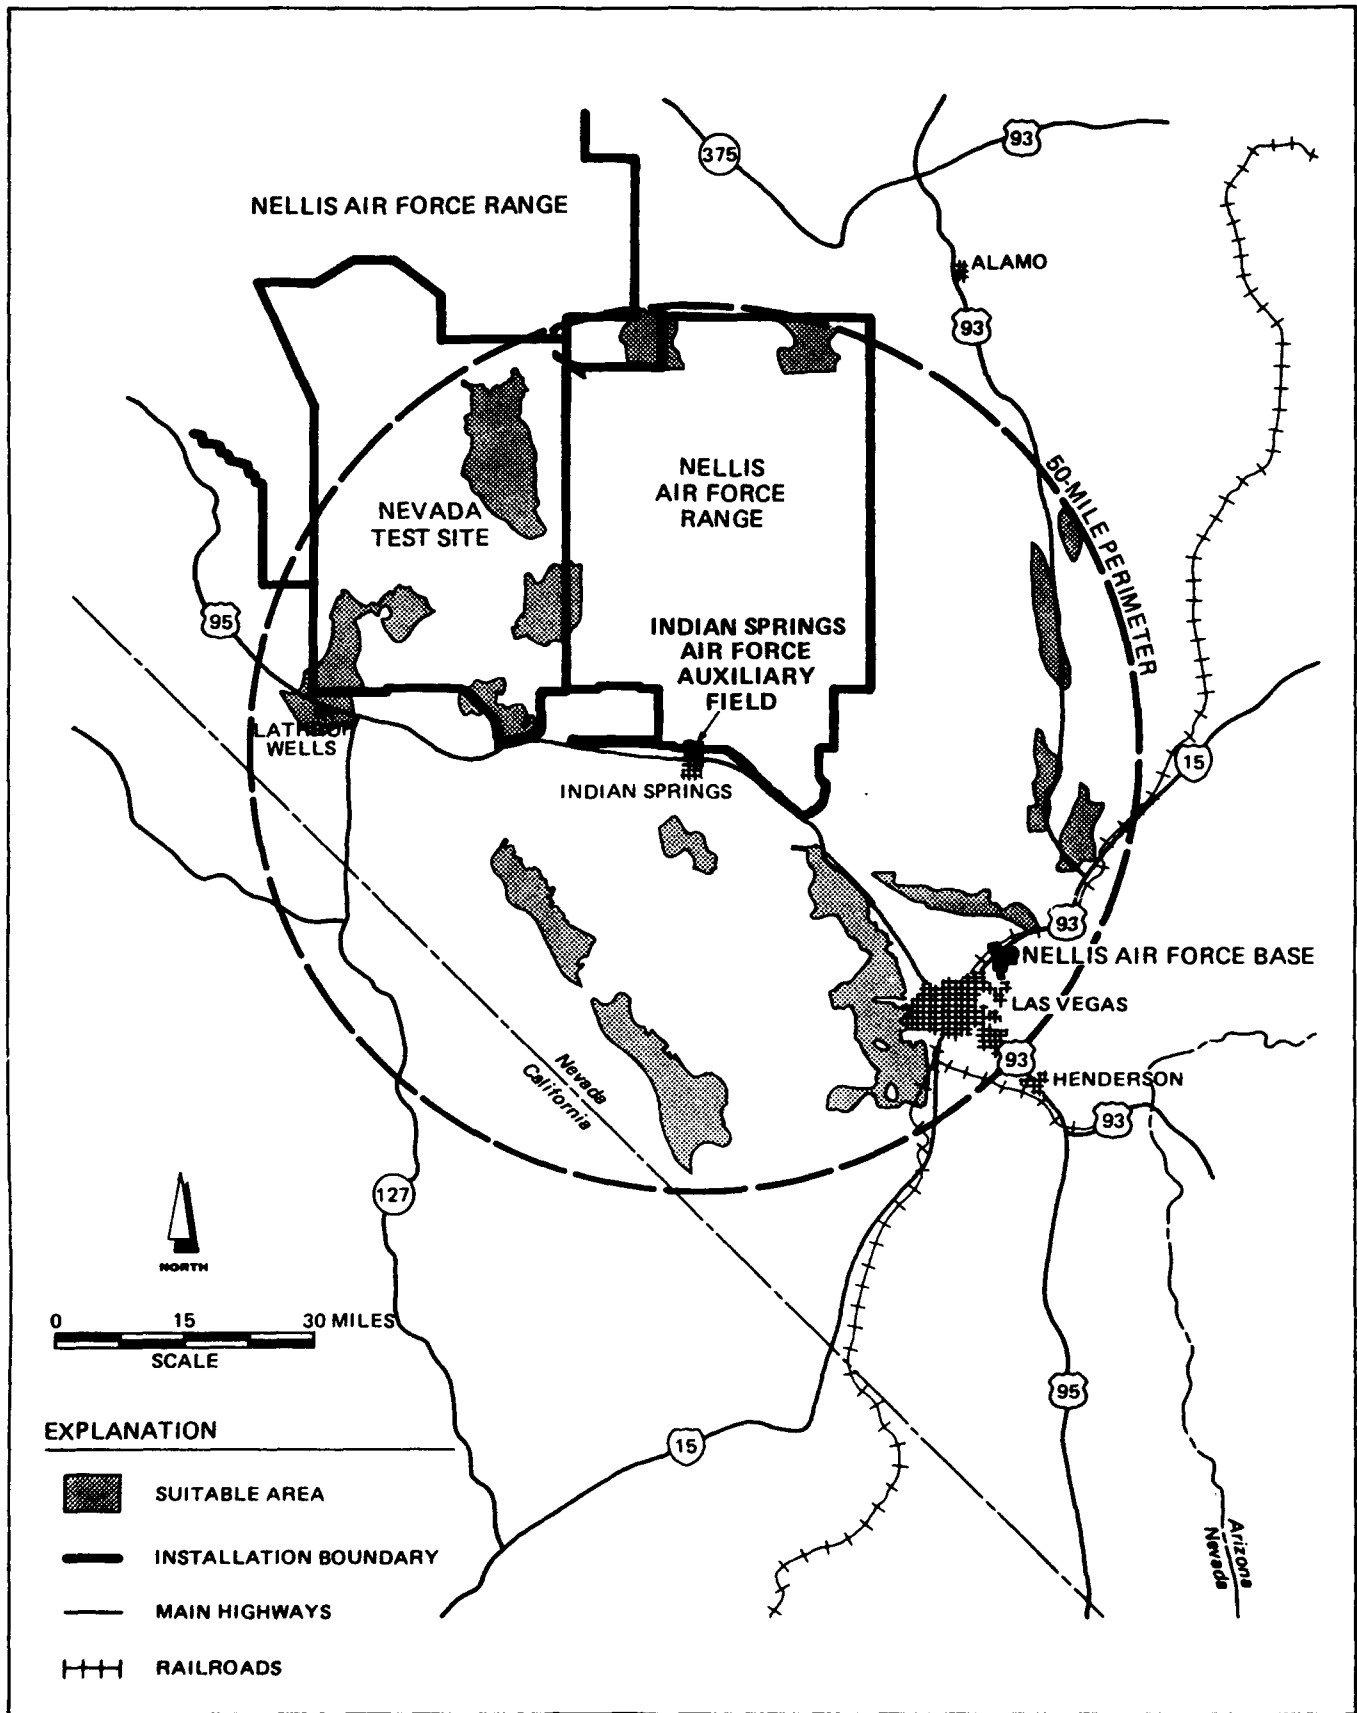 93
375
NELLIS AIR FORCE RANGE
ALAMO
93
NELLIS
AIR FORCE
RANGE
50-MILE PERIMETER
NEVADA
TEST SITE
95
INDIAN SPRINGS
AIR FORCE
AUXILIARY
FIELD
LATHROP
WELLS
15
INDIAN SPRINGS
93
NELLIS AIR FORCE BASE
LAS VEGAS
93
Nevada
California
HENDERSON
93
127
NORTH
0 15 30 MILES
SCALE
95
EXPLANATION
15
SUITABLE AREA
Arizona
Nevada
INSTALLATION BOUNDARY
MAIN HIGHWAYS
RAILROADS